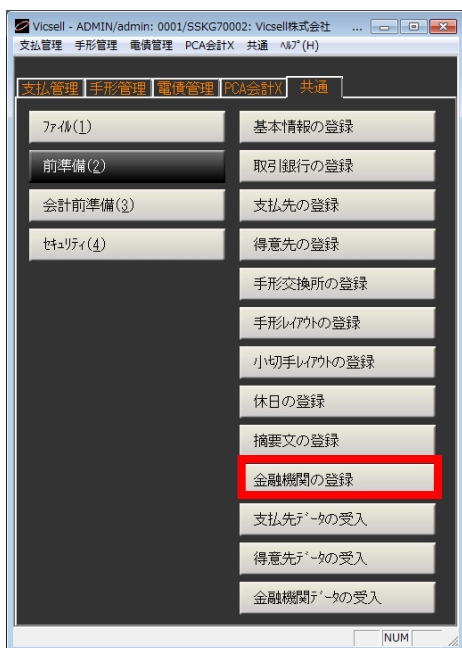 Vicsell - ADMIN/admin: 0001/SSKG70002: Vicsell株式会社 ...
支払管理 手形管理 電債管理 PCA会計X 共通 ﾍﾙﾌﾟ(H)
支払管理 手形管理 電債管理 PCA会計X 共通
ﾌｧｲﾙ(1)
前準備(2)
会計前準備(3)
ｾｷｭﾘﾃｨ(4)
基本情報の登録
取引銀行の登録
支払先の登録
得意先の登録
手形交換所の登録
手形ﾚｲｱｳﾄの登録
小切手ﾚｲｱｳﾄの登録
休日の登録
摘要文の登録
金融機関の登録
支払先ﾃﾞｰﾀの受入
得意先ﾃﾞｰﾀの受入
金融機関ﾃﾞｰﾀの受入
NUM